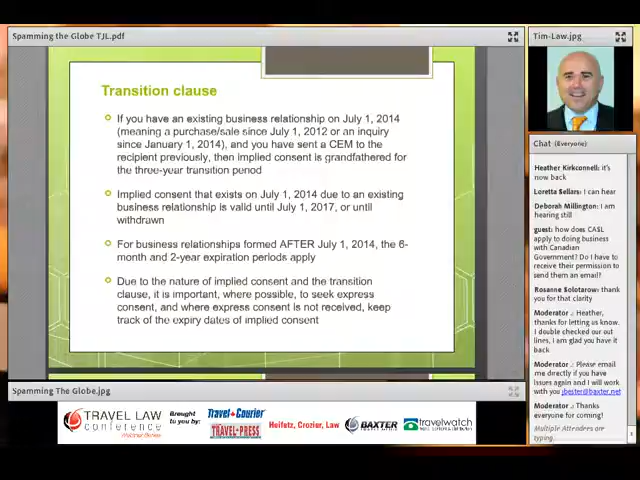 Spamming the Globe TJL.pdf
Transition clause
If you have an existing business relationship on July 1, 2014
(meaning a purchase/sale since July 1, 2012 or an inquiry
since January 1, 2014), and you have sent a CEM to the
recipient previously, then implied consent is grandfathered for
the three-year transition period
Implied consent that exists on July 1, 2014 due to an existing
business relationship is valid until July 1, 2017, or until
withdrawn
For business relationships formed AFTER July 1, 2014, the 6-
month and 2-year expiration periods apply
Due to the nature of implied consent and the transition
clause, it is important, where possible, to seek express
consent, and where express consent is not received, keep
track of the expiry dates of implied consent
Spamming The Globe.jpg
TRAVEL LAW
conference
Webinar Series
Brought
to you by:
Travel Courier
TRAVEL PRESS
Heifetz, Crozier, Law
BAXTER
travelwatch
Tim-Law.jpg
Chat (Everyone)
Heather Kirkconnell: it's
now back
Loretta Sellars: I can hear
Deborah Millington: I am
hearing still
guest: how does CASL
apply to doing business
with Canadian
Government? Do I have to
receive their permission to
send them an email?
Rosanne Solotarow: thank
you for that clarity
Moderator: Heather,
thanks for letting us know.
I double checked our out
lines, I am glad you have it
back
Moderator: Please email
me directly if you have
issues again and I will work
with you jbester@baxter.net
Moderator: Thanks
everyone for coming!
Multiple Attendees are
typing...